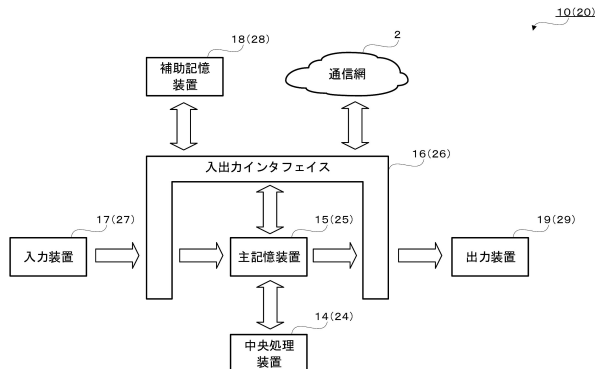 10(20)
18(28)
2
補助記憶
装置
通信網
16(26)
入出力インタフェイス
17(27)
15(25)
19(29)
入力装置
主記憶装置
出力装置
14(24)
中央処理
装置